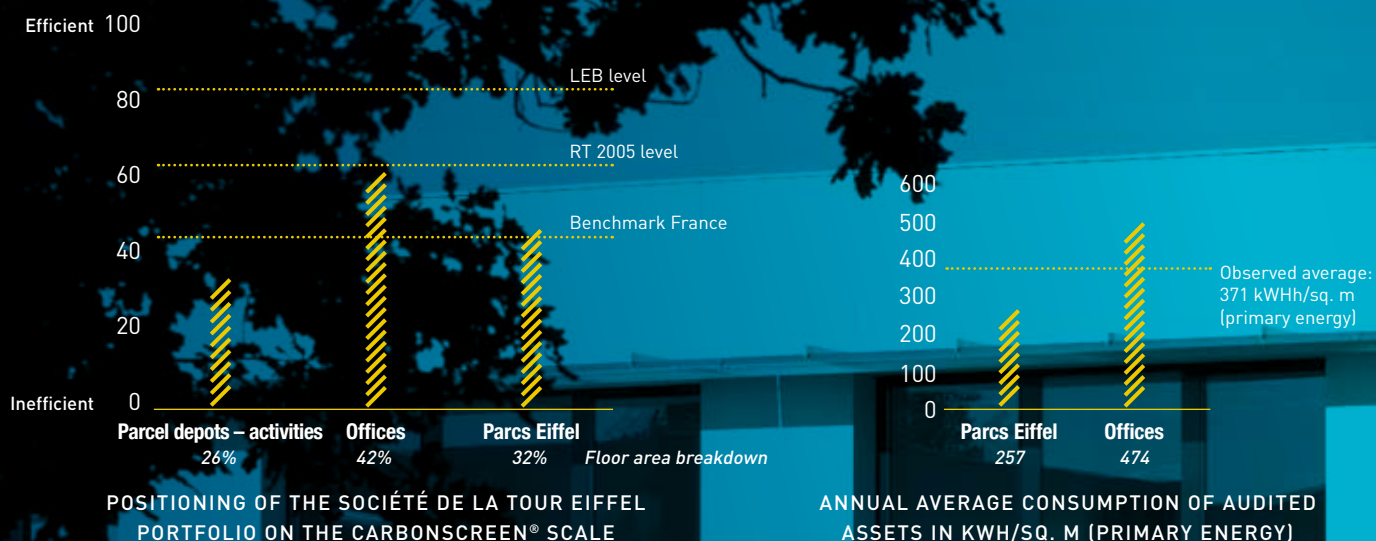 Efficient 100
80
60
40
20
Inefficient 0
LEB level
RT 2005 level
Benchmark France
Parcel depots – activities Offices Parcs Eiffel
26% 42% 32% Floor area breakdown
POSITIONING OF THE SOCIÉTÉ DE LA TOUR EIFFEL
PORTFOLIO ON THE CARBONSCREEN® SCALE
600
500
400
300
200
100
0
Observed average:
371 kWHh/sq. m
(primary energy)
Parcs Eiffel Offices
257 474
ANNUAL AVERAGE CONSUMPTION OF AUDITED
ASSETS IN KWH/SQ. M (PRIMARY ENERGY)